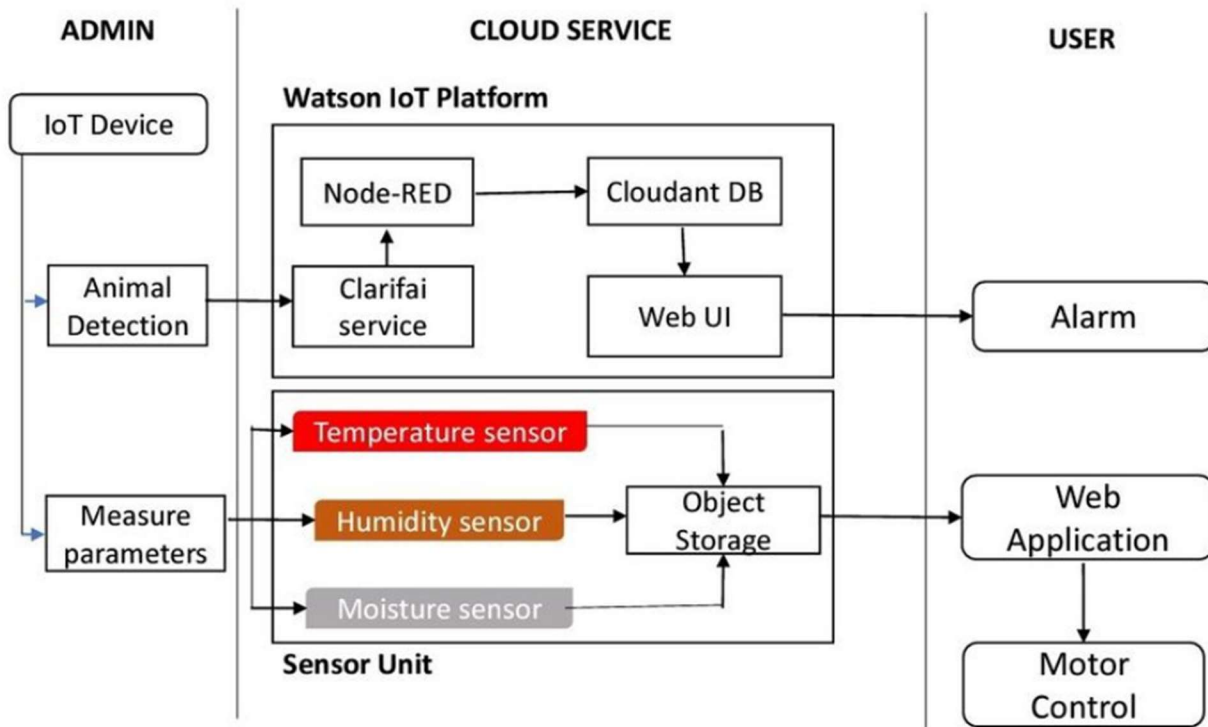 ADMIN
CLOUD SERVICE
USER
Watson IoT Platform
IoT Device
Node-RED
Cloudant DB
Animal
Detection
Clarifai
service
Web UI
Alarm
Temperature sensor
Measure
parameters
Humidity sensor
Object
Storage
Web
Application
Moisture sensor
Sensor Unit
Motor
Control